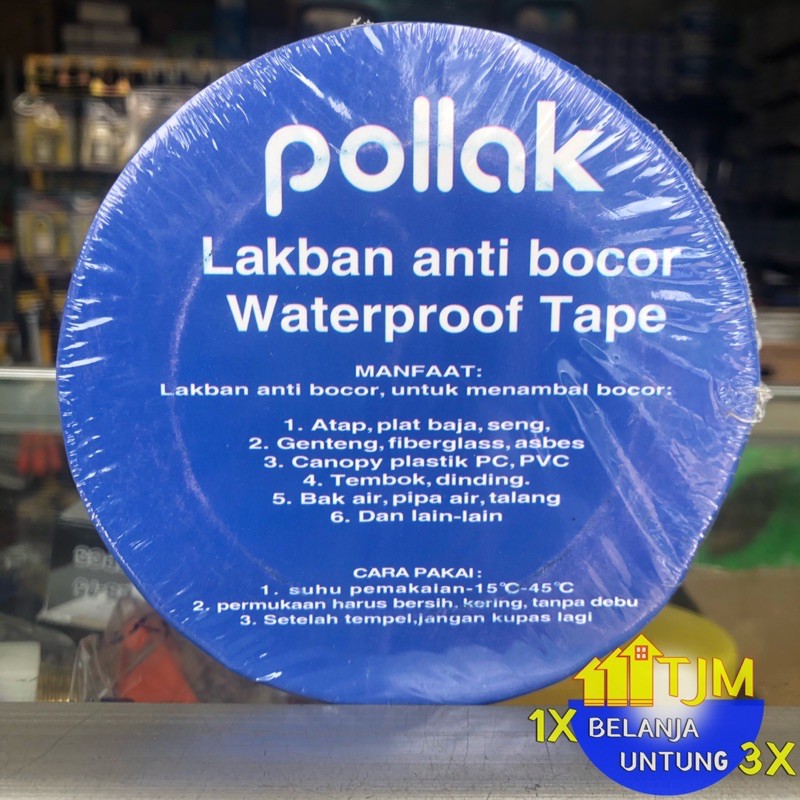 pollak
Lakban anti bocor
Waterproof Tape
MANFAAT:
Lakban anti bocor, untuk menambal bocor:
1. Atap, plat baja, seng,
2. Genteng, fiberglass, asbes
3. Canopy plastik PC, PVC
4. Tembok, dinding.
5. Bak air, pipa air, talang
6. Dan lain-lain
CARA PAKAI:
1. suhu pemakaian-15°C-45°C
2. permukaan harus bersih, kering, tanpa debu
3. Setelah tempel,jangan kupas lagi
TJM
1X BELANJA
UNTUNG 3X